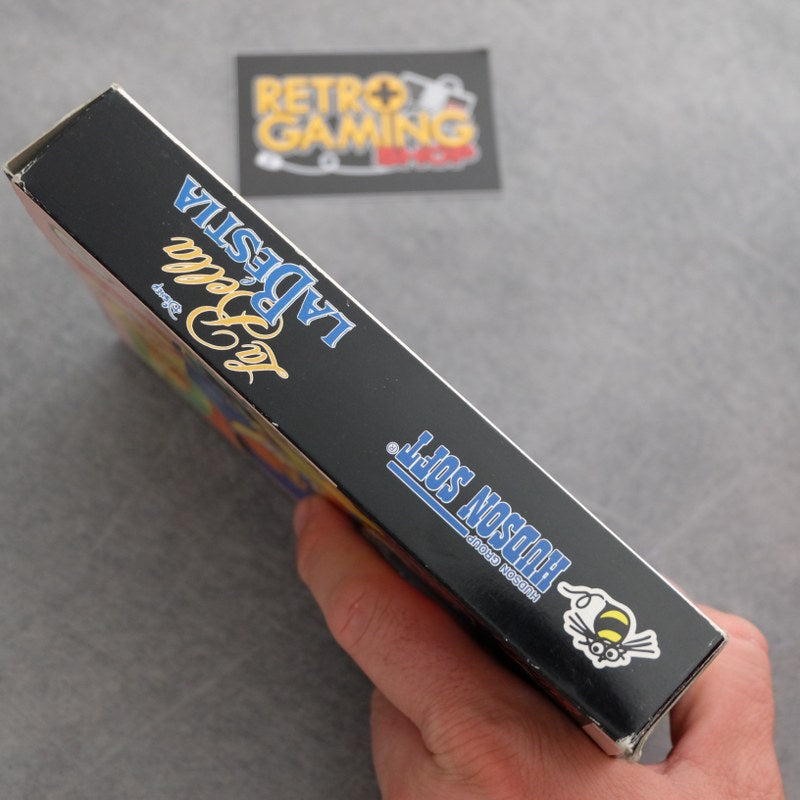 RETRO
GAMING
SHOP
Disney
La Bella
E
LA BESTIA
HUDSON GROUP
HUDSON SOFT®